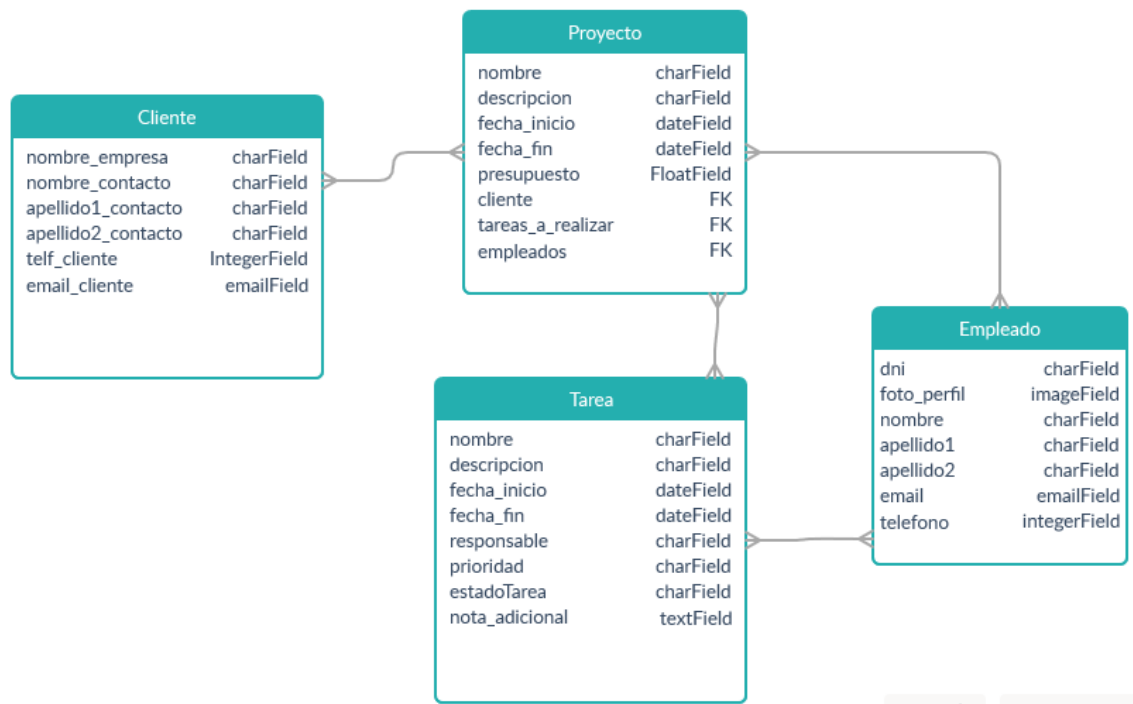 Proyecto
nombre charField
descripcion charField
fecha_inicio dateField
fecha_fin dateField
presupuesto FloatField
cliente FK
tareas_a_realizar FK
empleados FK
Cliente
nombre_empresa charField
nombre_contacto charField
apellido1_contacto charField
apellido2_contacto charField
telf_cliente IntegerField
email_cliente emailField
Empleado
dni charField
foto_perfil imageField
nombre charField
apellido1 charField
apellido2 charField
email emailField
telefono integerField
Tarea
nombre charField
descripcion charField
fecha_inicio dateField
fecha_fin dateField
responsable charField
prioridad charField
estadoTarea charField
nota_adicional textField